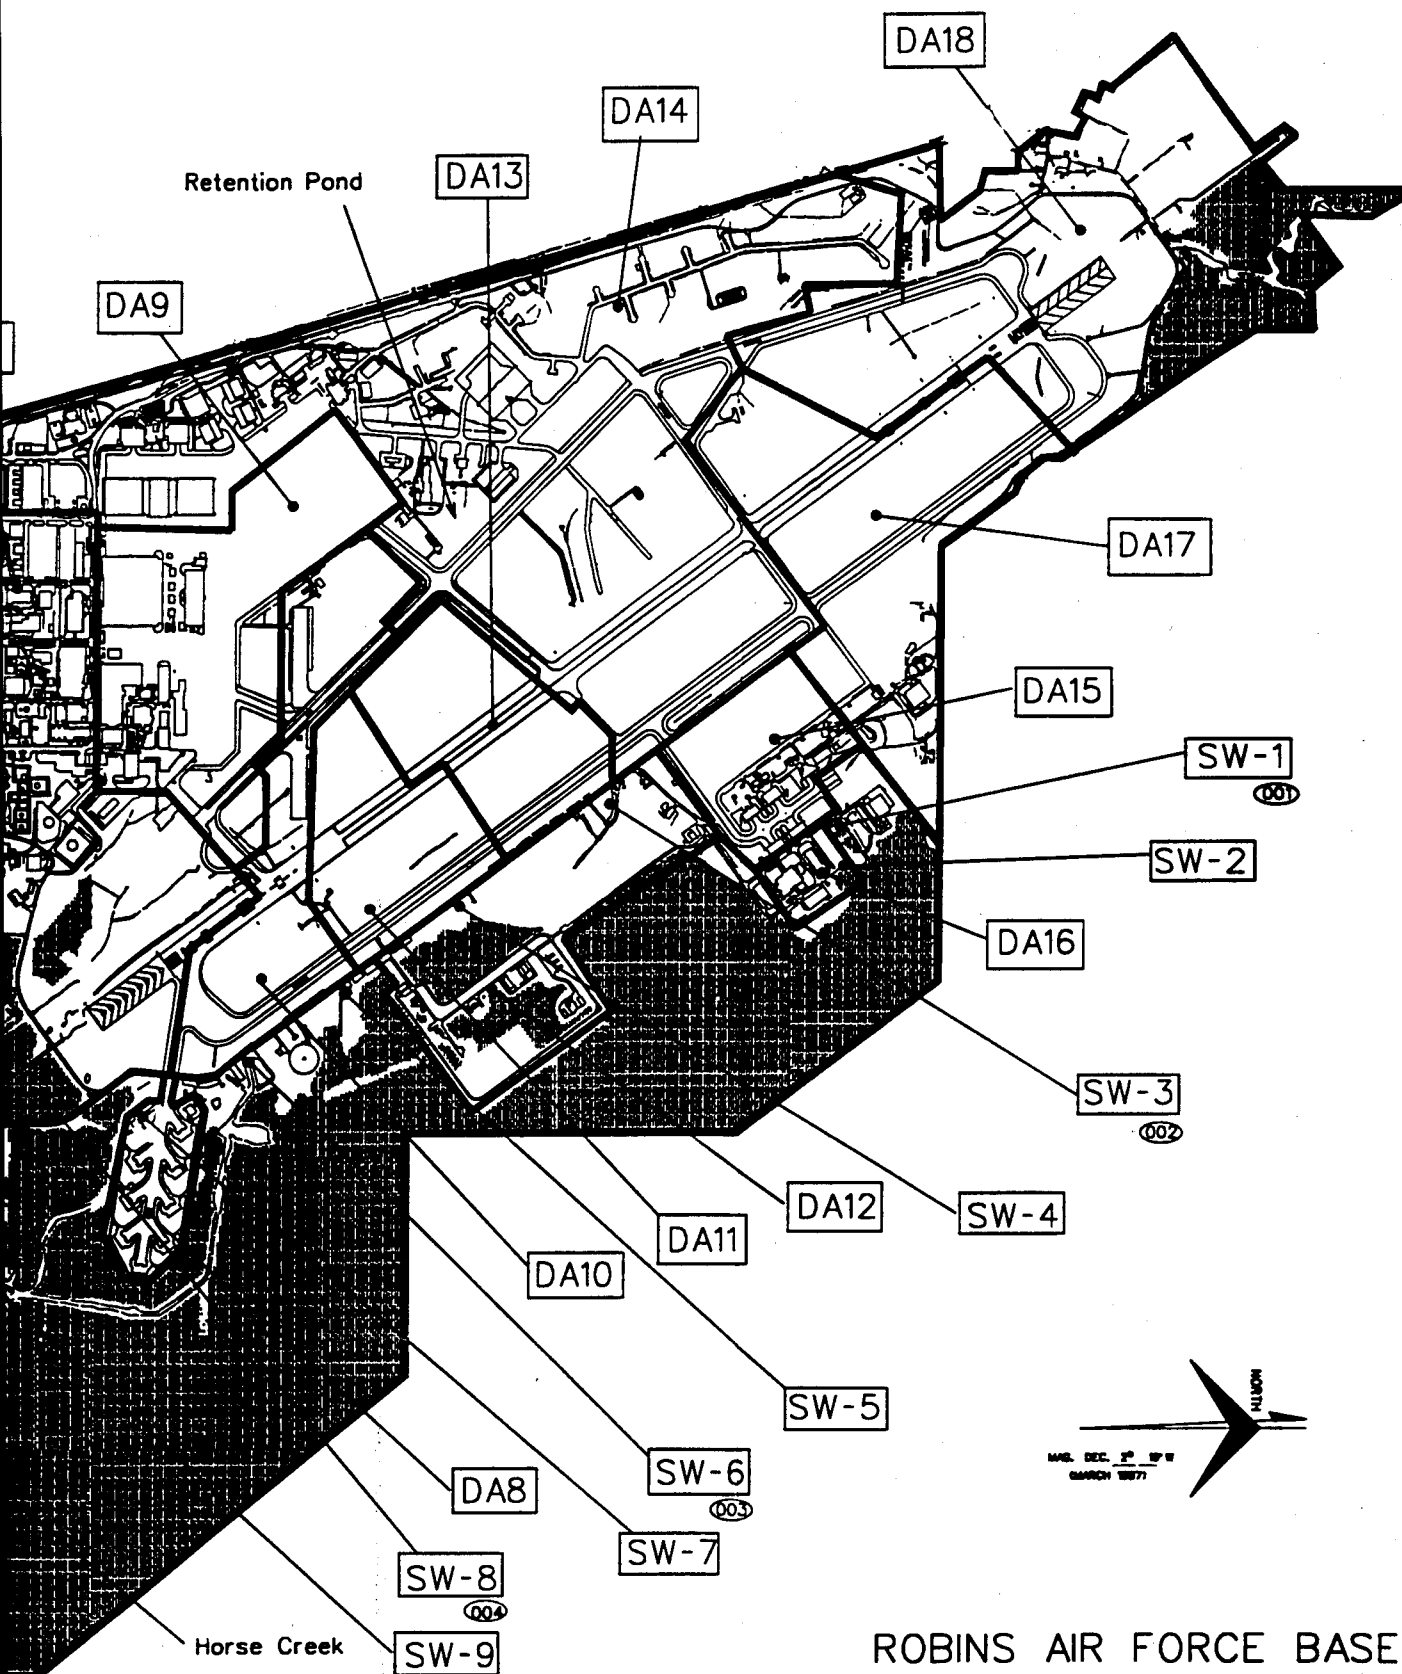 DA18
DA14
DA13
Retention Pond
DA9
DA17
DA15
SW-1
001
SW-2
DA16
SW-3
002
DA12
SW-4
DA11
DA10
SW-5
NORTH
MAG. DEC.
SW-6
003
DA8
SW-7
SW-8
004
Horse Creek
SW-9
ROBINS AIR FORCE BASE